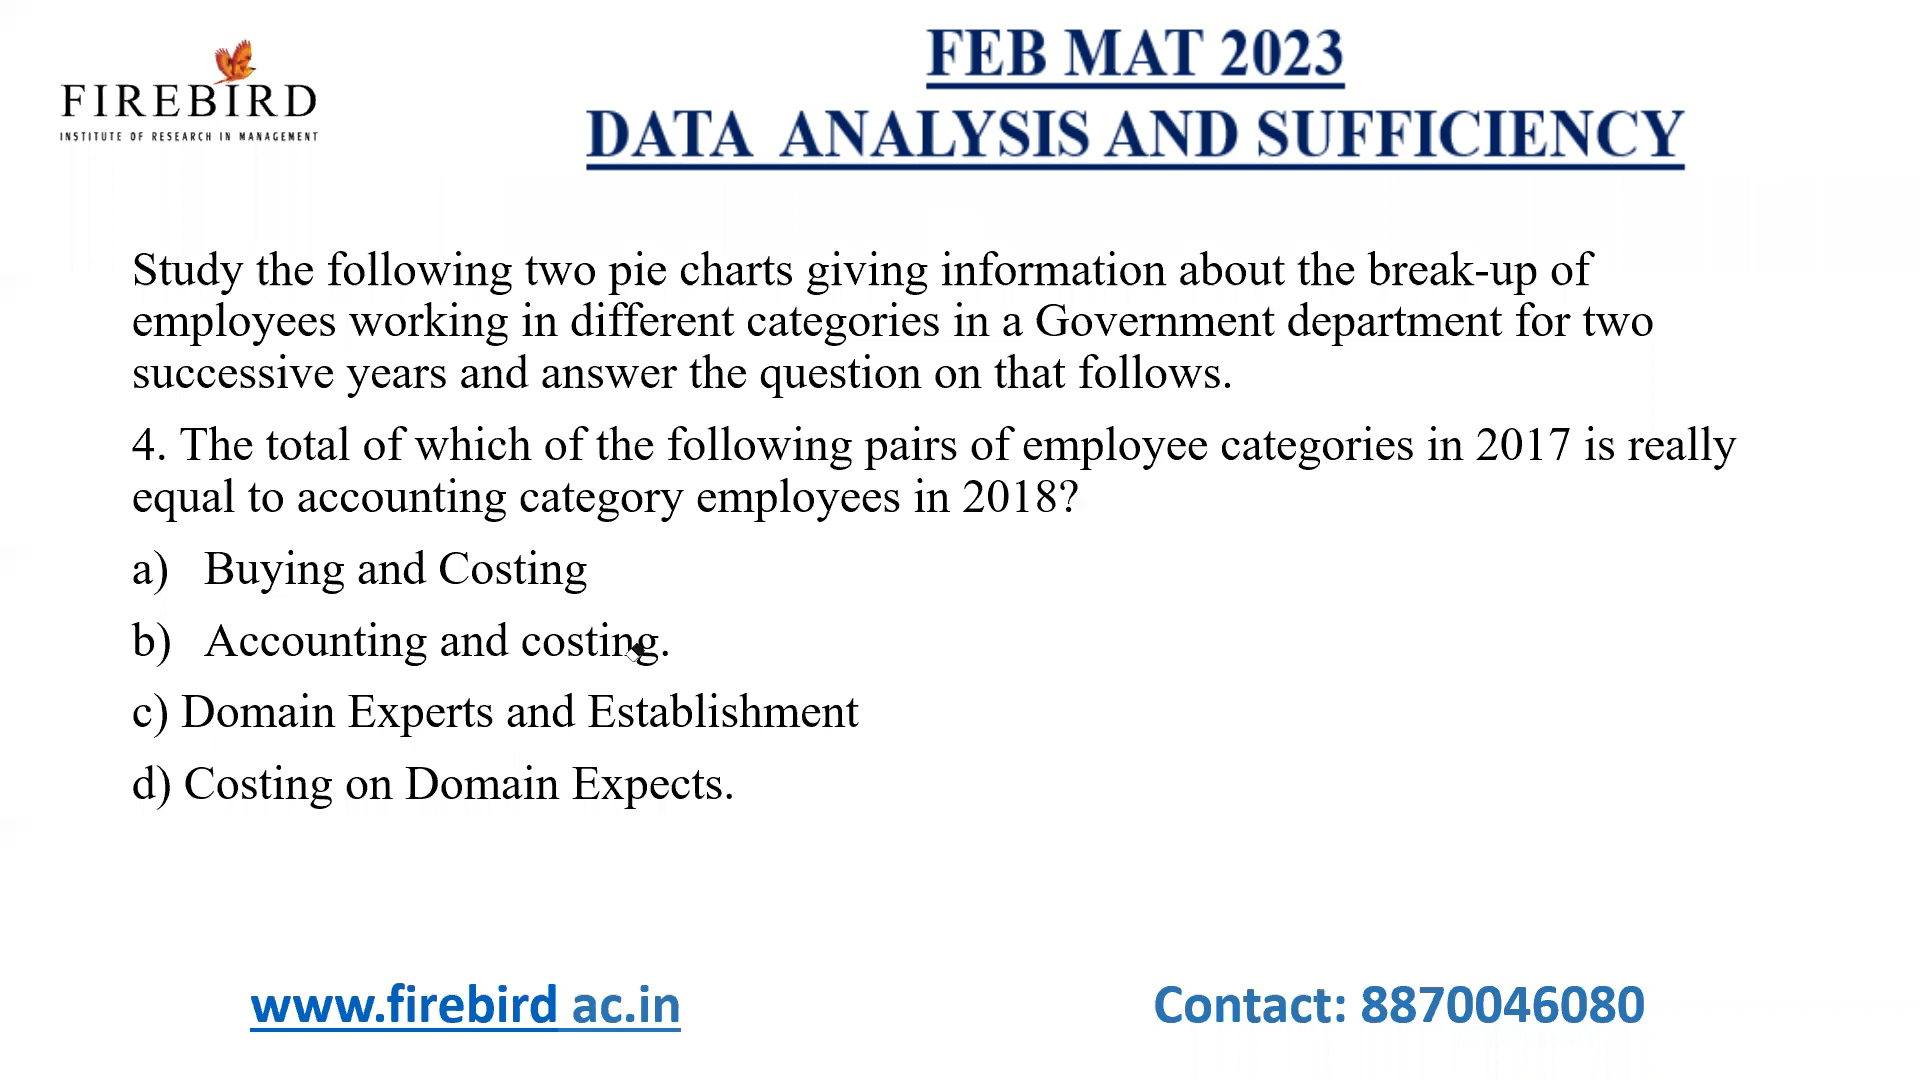 FIREBIRD
INSTITUTE OF RESEARCH IN MANAGEMENT
FEB MAT 2023
DATA ANALYSIS AND SUFFICIENCY
Study the following two pie charts giving information about the break-up of
employees working in different categories in a Government department for two
successive years and answer the question on that follows.
4. The total of which of the following pairs of employee categories in 2017 is really
equal to accounting category employees in 2018?
a) Buying and Costing
b) Accounting and costing.
c) Domain Experts and Establishment
d) Costing on Domain Expects.
www.firebird ac.in
Contact: 8870046080